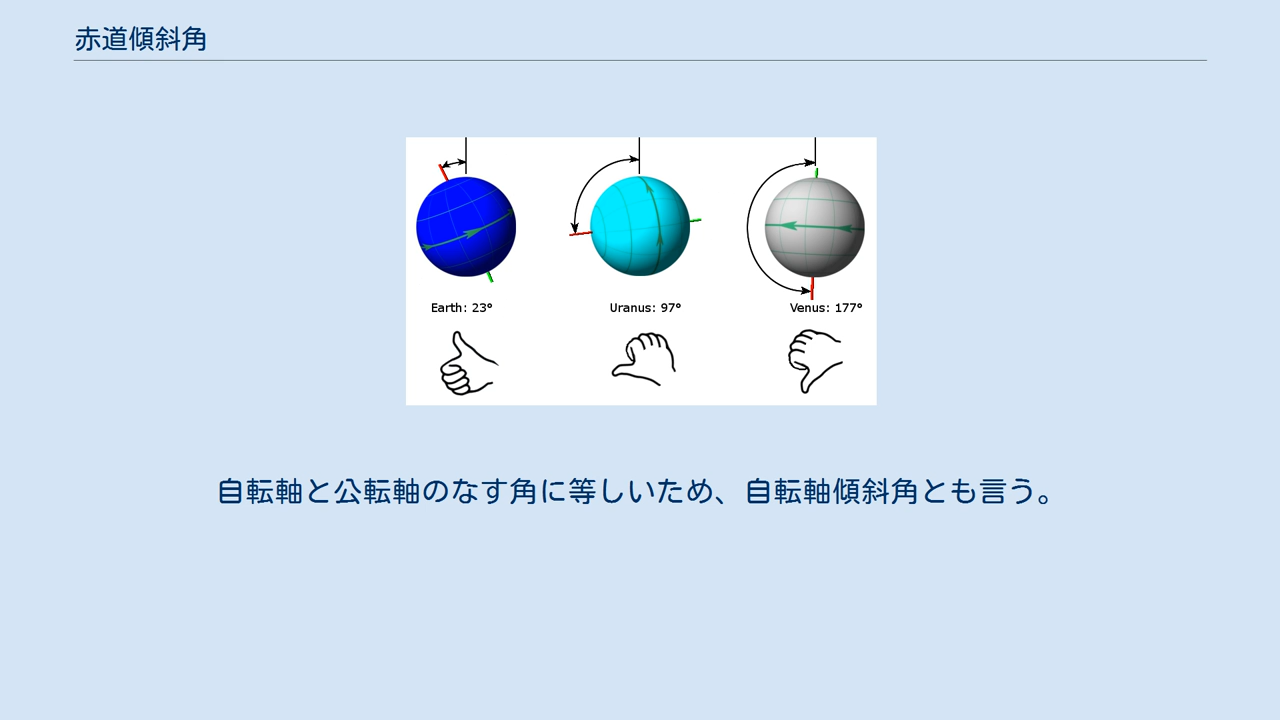 赤道傾斜角
Earth: 23°
Uranus: 97°
Venus: 177°
自転軸と公転軸のなす角に等しいため、自転軸傾斜角とも言う。